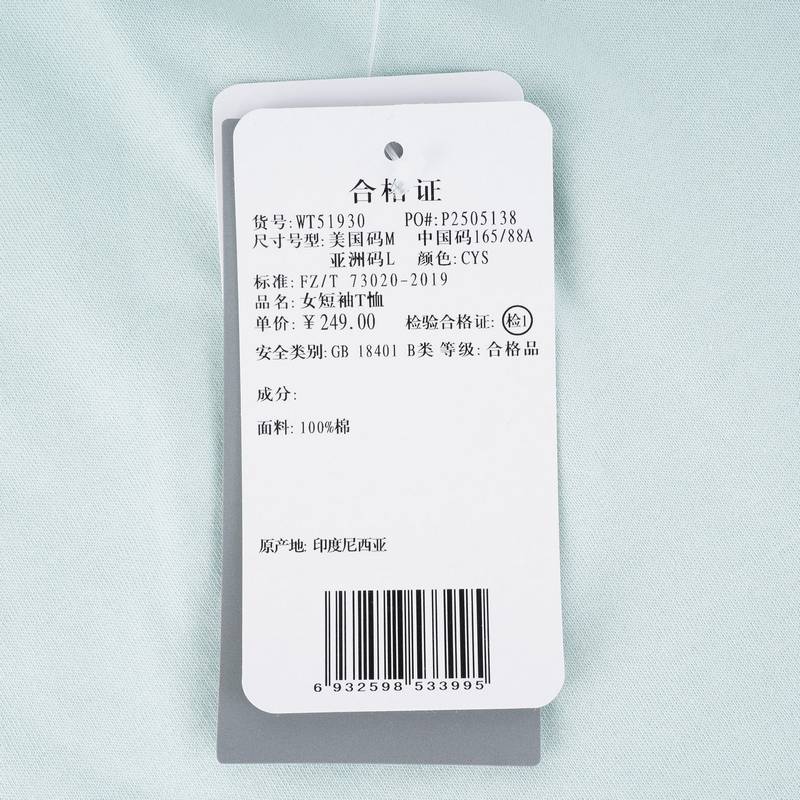 合格证
货号:WT51930 PO#:P2505138
尺寸号型:美国码M 中国码165/88A
亚洲码L 颜色:CYS
标准:FZ/T 73020-2019
品名:女短袖T恤
单价:￥249.00 检验合格证: 检1
安全类别:GB 18401 B类 等级:合格品
成分:
面料:100%棉
原产地:印度尼西亚
6 932598 533995